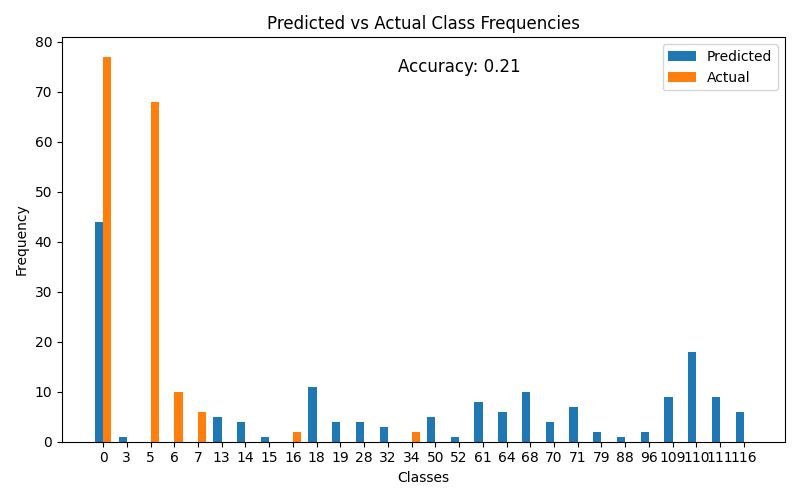 Predicted vs Actual Class Frequencies
Accuracy: 0.21
Predicted
Actual
80
70
60
50
40
30
20
10
0
Frequency
0 3 5 6 7 13 14 15 16 18 19 28 32 34 50 52 61 64 68 70 71 79 88 96 109 110 111 116
Classes